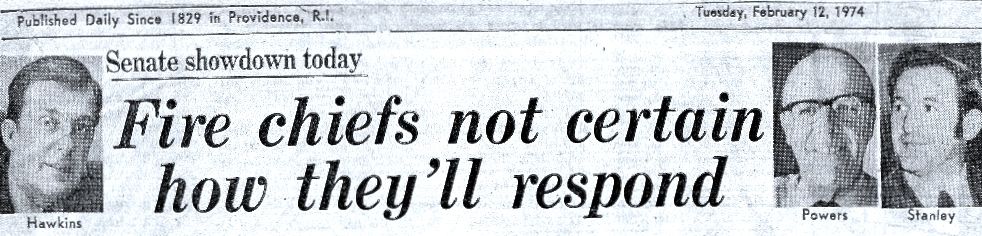 Published Daily Since 1829 in Providence, R.I.
Tuesday, February 12, 1974
Senate showdown today
Fire chiefs not certain
how they'll respond
Hawkins
Powers
Stanley